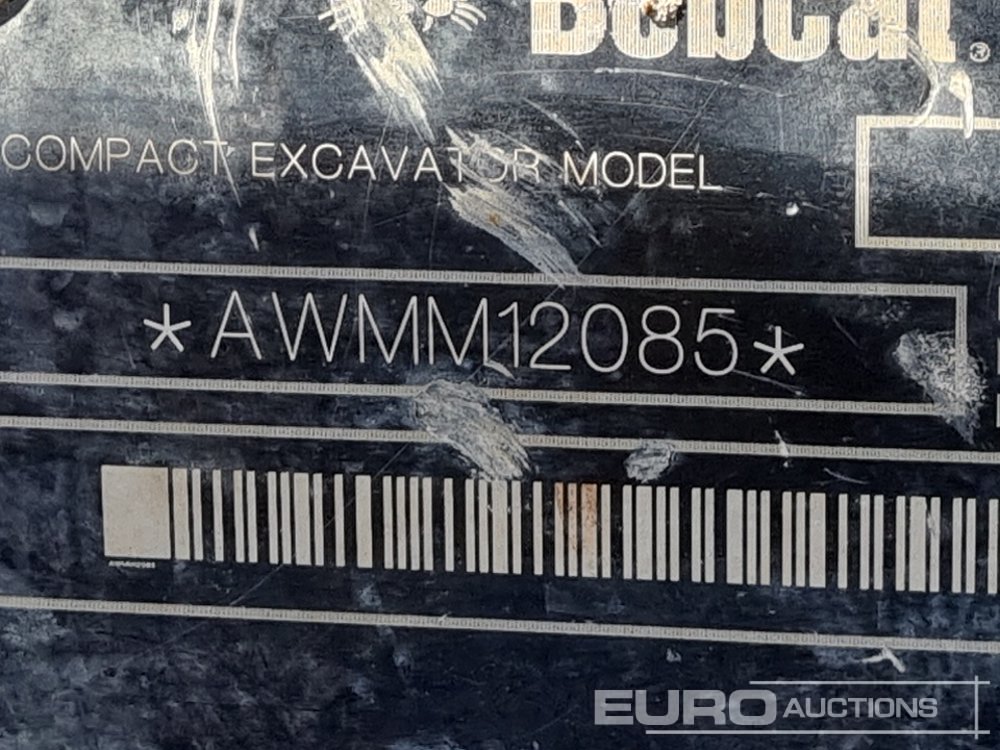 Bobcat®
COMPACT EXCAVATOR MODEL
*AWMM12085*
EURO AUCTIONS